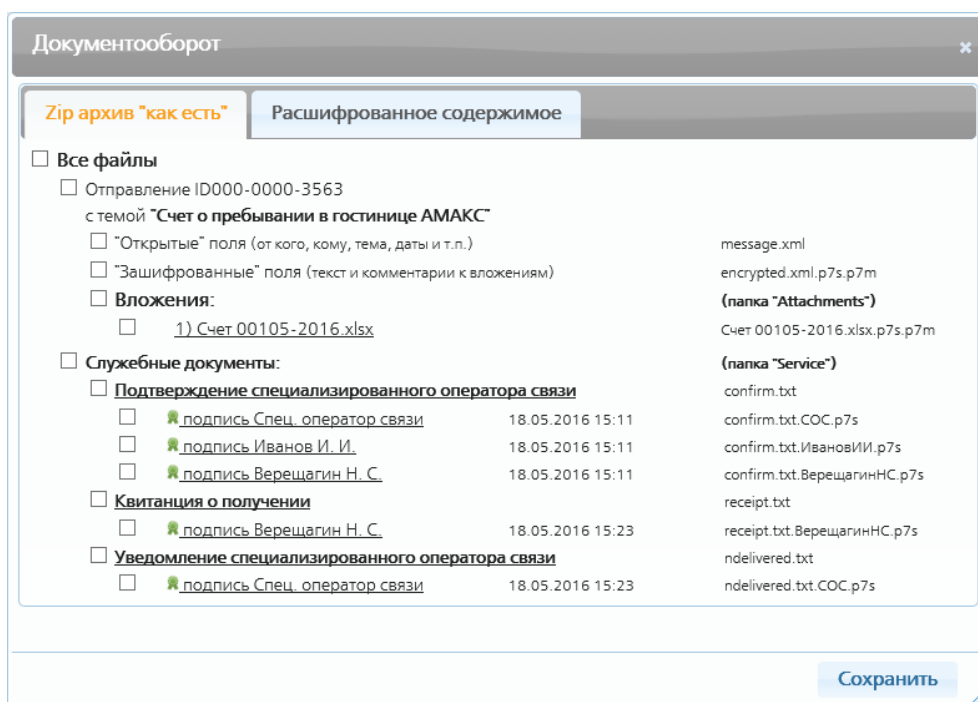 Документооборот
Zip архив "как есть" Расшифрованное содержимое
Все файлы
Отправление ID000-0000-3563
с темой "Счет о пребывании в гостинице АМАКС"
"Открытые" поля (от кого, кому, тема, даты и т.п.) message.xml
"Зашифрованные" поля (текст и комментарии к вложениям) encrypted.xml.p7s.p7m
Вложения: (папка "Attachments")
1) Счет 00105-2016.xlsx Счет 00105-2016.xlsx.p7s.p7m
Служебные документы: (папка "Service")
Подтверждение специализированного оператора связи confirm.txt
подпись Спец. оператор связи 18.05.2016 15:11 confirm.txt.СОС.p7s
подпись Иванов И. И. 18.05.2016 15:11 confirm.txt.ИвановИИ.p7s
подпись Верещагин Н. С. 18.05.2016 15:11 confirm.txt.ВерещагинНС.p7s
Квитанция о получении receipt.txt
подпись Верещагин Н. С. 18.05.2016 15:23 receipt.txt.ВерещагинНС.p7s
Уведомление специализированного оператора связи ndelivered.txt
подпись Спец. оператор связи 18.05.2016 15:23 ndelivered.txt.СОС.p7s
Сохранить